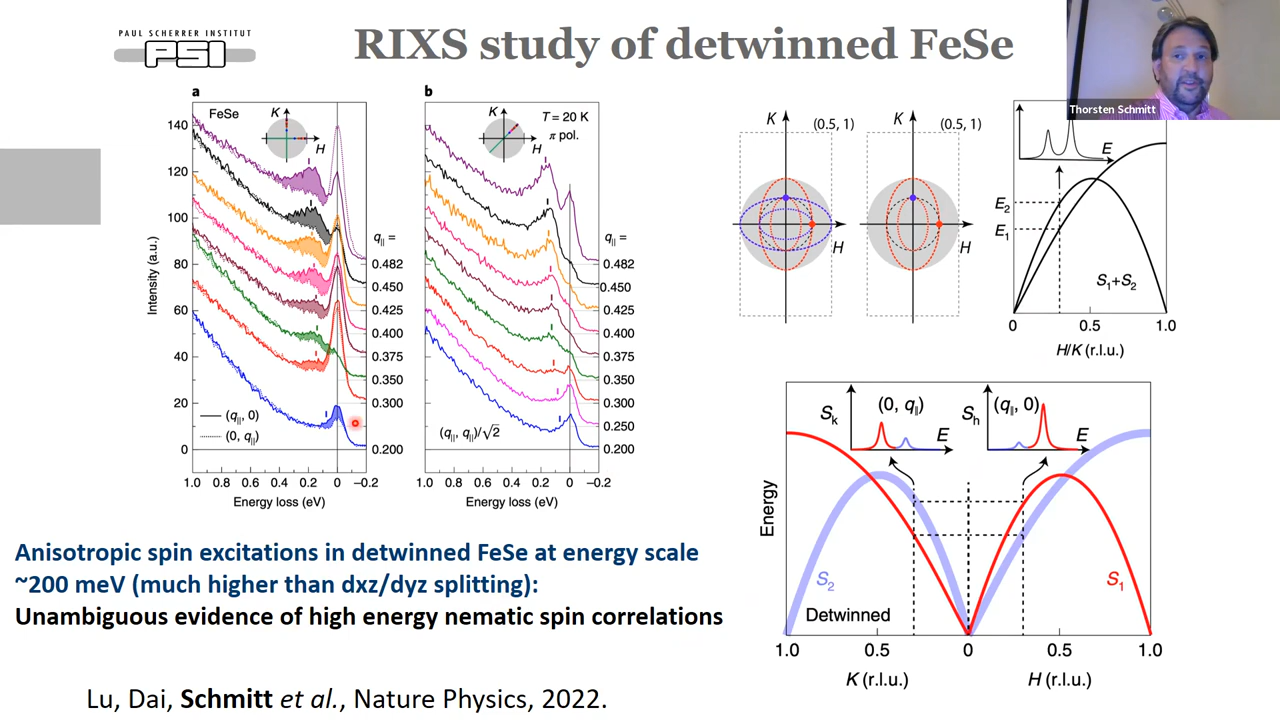 PAUL SCHERRER INSTITUT
PSI
RIXS study of detwinned FeSe
Thorsten Schmitt
a
FeSe
K
H
140
120
100
80
60
40
20
0
Intensity (a.u.)
q|| =
0.482
0.450
0.425
0.400
0.375
0.350
0.300
0.200
(q||, 0)
(0, q||)
1.0 0.8 0.6 0.4 0.2 0 −0.2
Energy loss (eV)
b
K
H
T = 20 K
π pol.
q|| =
0.482
0.450
0.425
0.400
0.375
0.350
0.300
0.250
0.200
(q||, q||)/√2
1.0 0.8 0.6 0.4 0.2 0 −0.2
Energy loss (eV)
K (0.5, 1)
H
K (0.5, 1)
H
E
E2
E1
S1+S2
0 0.5 1.0
H/K (r.l.u.)
Sk (0, q||) E
Sh (q||, 0) E
Energy
S2
S1
Detwinned
1.0 0.5 0 0.5 1.0
K (r.l.u.) H (r.l.u.)
Anisotropic spin excitations in detwinned FeSe at energy scale
~200 meV (much higher than dxz/dyz splitting):
Unambiguous evidence of high energy nematic spin correlations
Lu, Dai, Schmitt et al., Nature Physics, 2022.